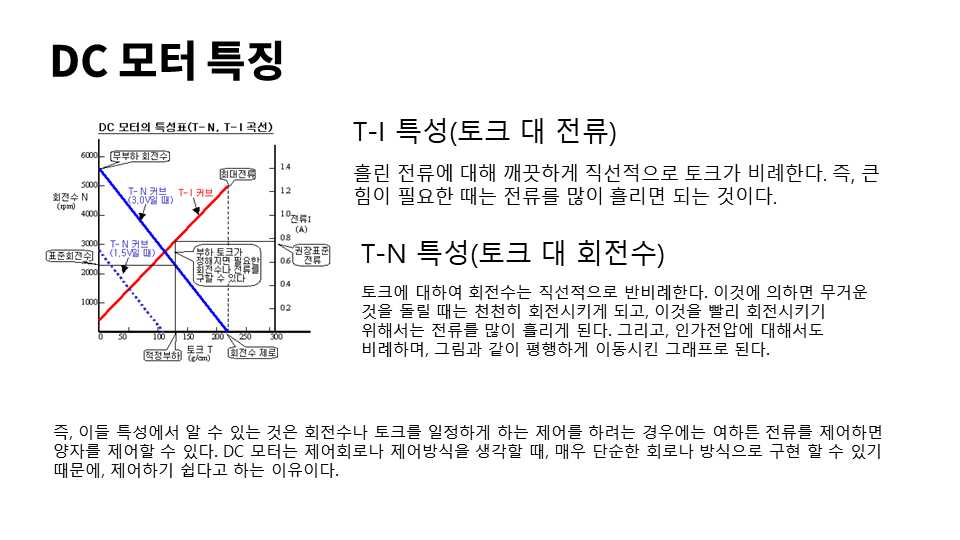 DC 모터 특징
DC 모터의 특성표(T-N, T-I 곡선)
6000
무부하 회전수
5000
회전수 N
(rpm)
4000
3000
표준회전수
2000
1000
T-N 커브
(3,0V일 때)
T-I 커브
최대전류
T-N 커브
(1,5V일 때)
부하 토크가
정해지면 필요한
회전수나 전류를
구할 수 있다
1.4
1.2
1.0
전류I
(A)
0.8
권장표준
전류
0.6
0.4
0.2
0 50 100 150 200 250 300
적정부하
토크 T
(g/cm)
회전수 제로
T-I 특성(토크 대 전류)
흘린 전류에 대해 깨끗하게 직선적으로 토크가 비례한다. 즉, 큰
힘이 필요한 때는 전류를 많이 흘리면 되는 것이다.
T-N 특성(토크 대 회전수)
토크에 대하여 회전수는 직선적으로 반비례한다. 이것에 의하면 무거운
것을 돌릴 때는 천천히 회전시키게 되고, 이것을 빨리 회전시키기
위해서는 전류를 많이 흘리게 된다. 그리고, 인가전압에 대해서도
비례하며, 그림과 같이 평행하게 이동시킨 그래프로 된다.
즉, 이들 특성에서 알 수 있는 것은 회전수나 토크를 일정하게 하는 제어를 하려는 경우에는 여하튼 전류를 제어하면
양자를 제어할 수 있다. DC 모터는 제어회로나 제어방식을 생각할 때, 매우 단순한 회로나 방식으로 구현 할 수 있기
때문에, 제어하기 쉽다고 하는 이유이다.